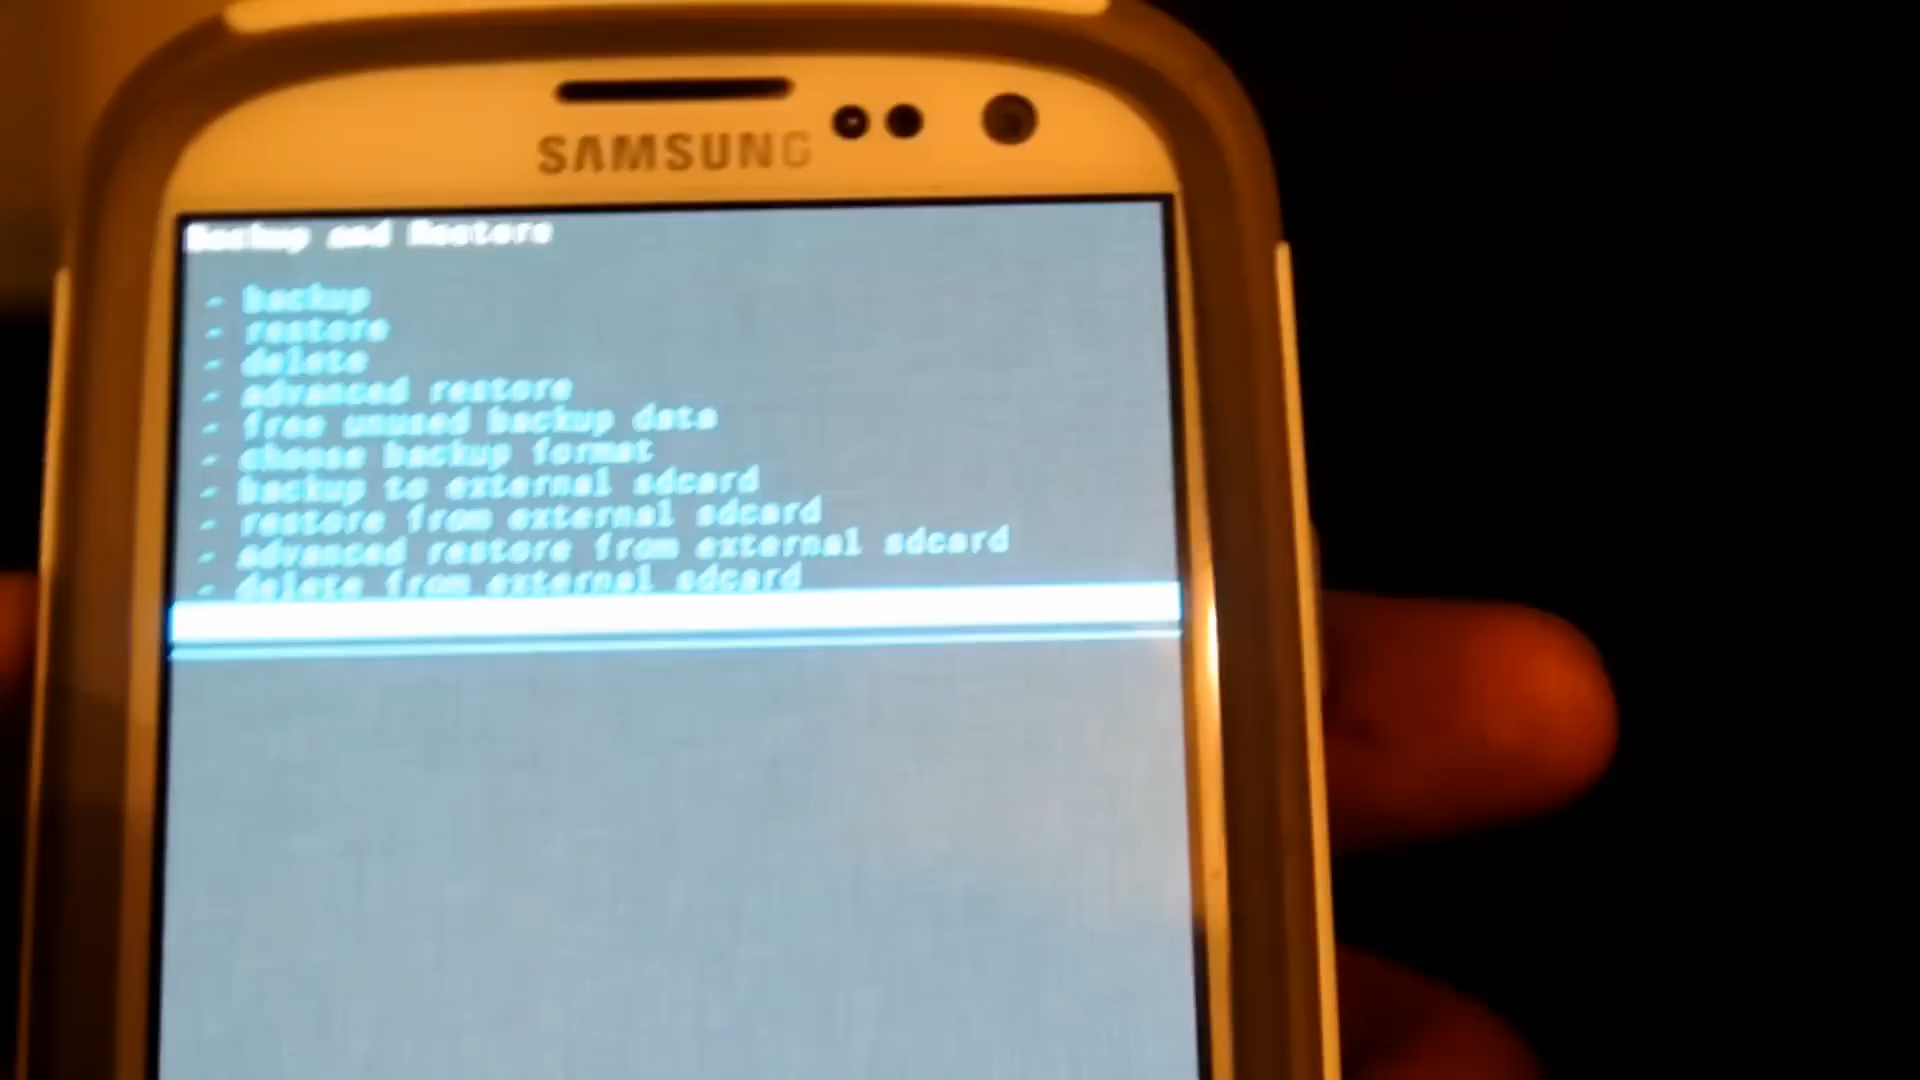 SAMSUNG
Backup and Restore
- backup
- restore
- delete
- advanced restore
- free unused backup data
- choose backup format
- backup to external sdcard
- restore from external sdcard
- advanced restore from external sdcard
- delete from external sdcard